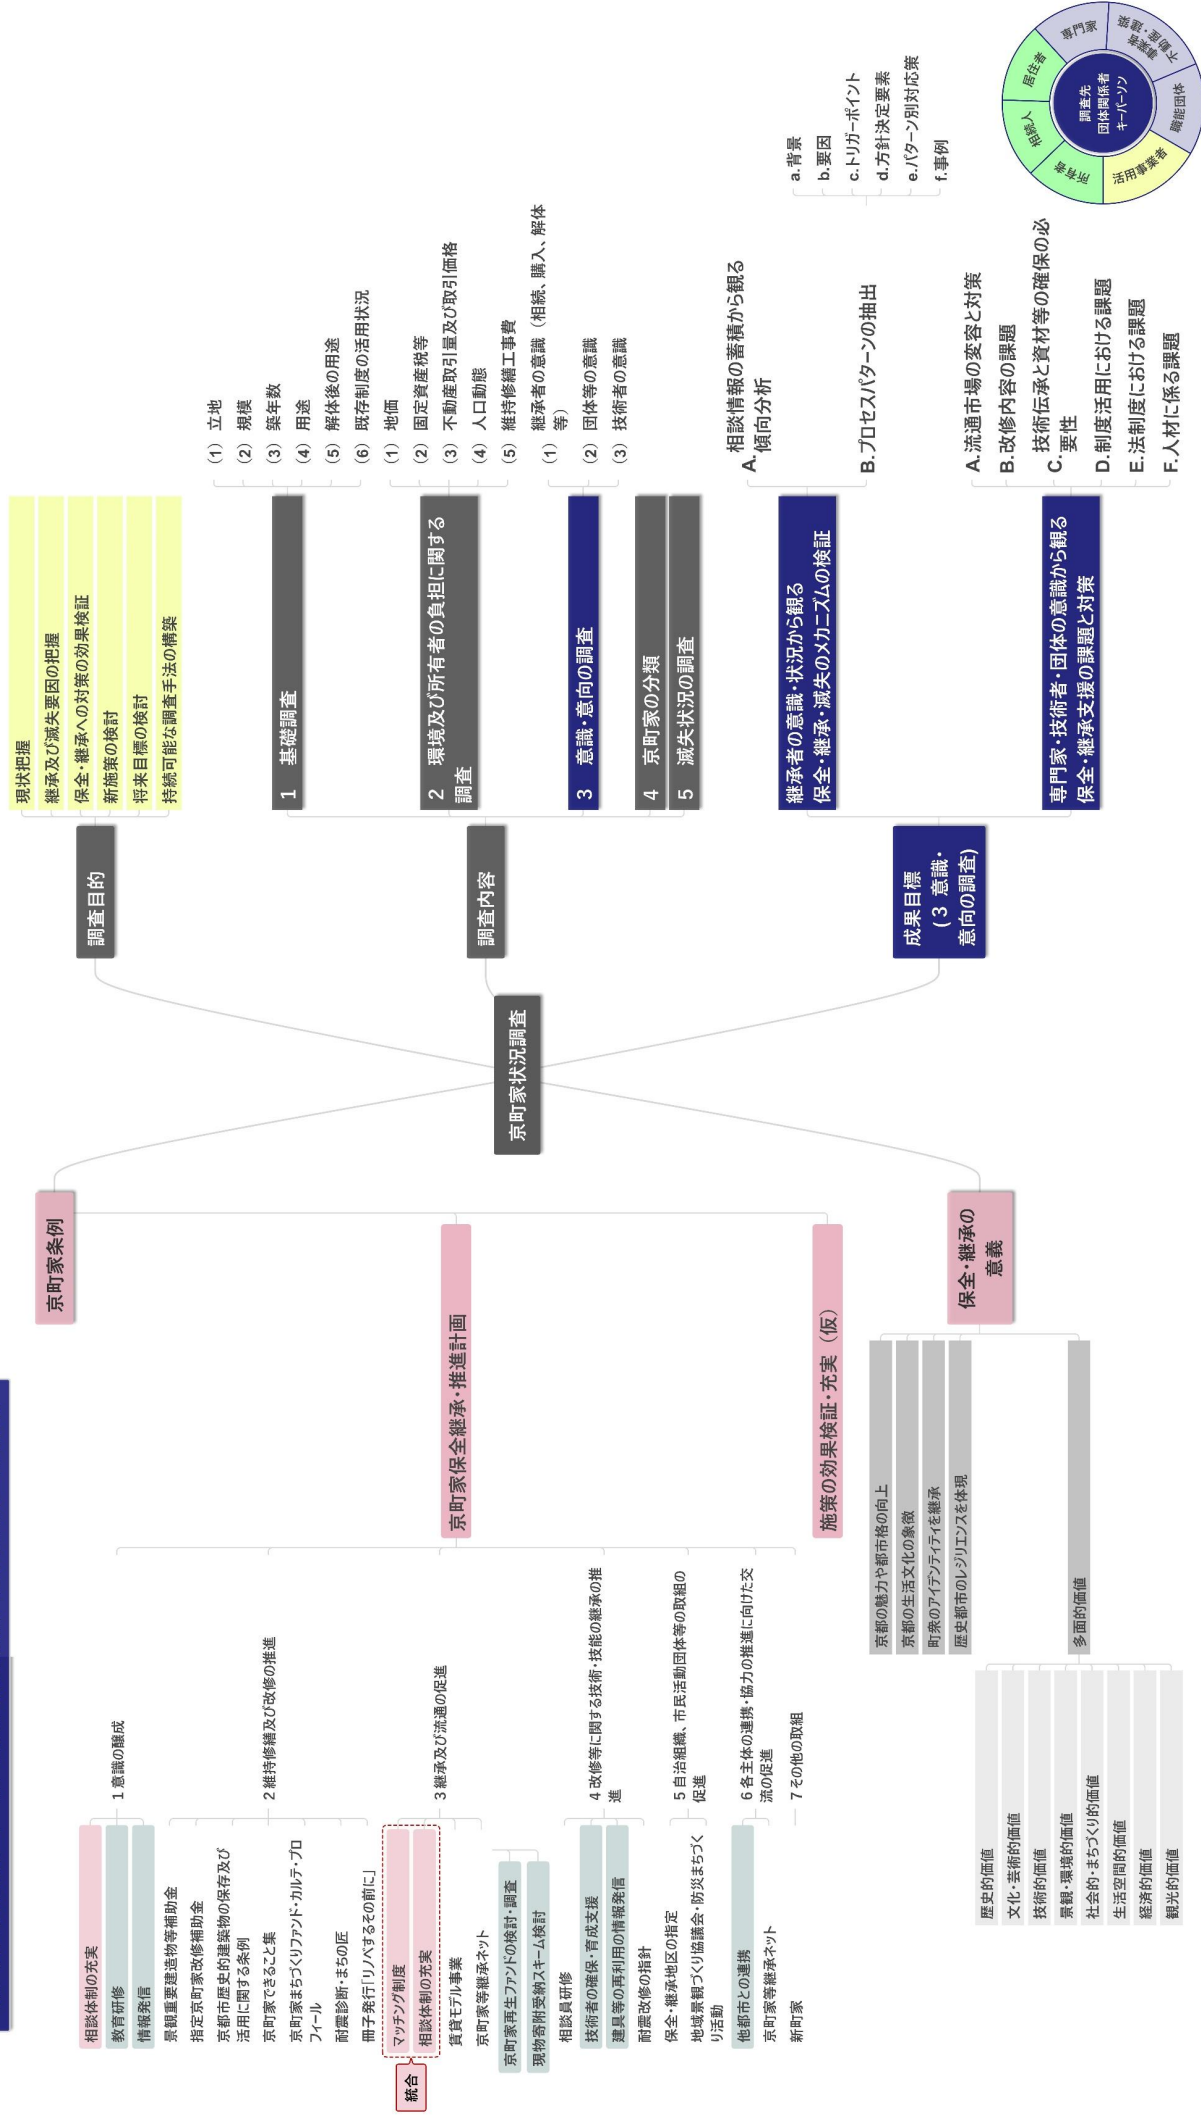 京町家状況調査
京町家条例
京町家保全継承・推進計画
1 意識の醸成
相談体制の充実
教育研修
情報発信
2 維持修繕及び改修の推進
景観重要建造物等補助金
指定京町家改修補助金
京都市歴史的建築物の保存及び
活用に関する条例
京町家できること集
京町家まちづくりファンド・カルテ・プロ
フィール
耐震診断・まちの匠
冊子発行「リノベするその前に」
3 継承及び流通の促進
マッチング制度
相談体制の充実
統合
賃貸モデル事業
京町家等継承ネット
京町家再生ファンドの検討・調査
現物寄附受納スキーム検討
4 改修等に関する技術・技能の継承の推
進
相談員研修
技術者の確保・育成支援
建具等の再利用の情報発信
耐震改修の指針
5 自治組織、市民活動団体等の取組の
促進
保全・継承地区の指定
地域景観づくり協議会・防災まちづく
り活動
6 各主体の連携・協力の推進に向けた交
流の促進
他都市との連携
京町家等継承ネット
7 その他の取組
新町家
施策の効果検証・充実（仮）
保全・継承の
意義
京都の魅力や都市格の向上
京都の生活文化の象徴
町衆のアイデンティティを継承
歴史都市のレジリエンスを体現
多面的価値
歴史的価値
文化・芸術的価値
技術的価値
景観・環境的価値
社会的・まちづくり的価値
生活空間的価値
経済的価値
観光的価値
調査目的
現状把握
継承及び滅失要因の把握
保全・継承への対策の効果検証
新施策の検討
将来目標の検討
持続可能な調査手法の構築
調査内容
1 基礎調査
（1）立地
（2）規模
（3）築年数
（4）用途
（5）解体後の用途
（6）既存制度の活用状況
2 環境及び所有者の負担に関する
調査
（1）地価
（2）固定資産税等
（3）不動産取引量及び取引価格
（4）人口動態
（5）維持修繕工事費
3 意識・意向の調査
（1）継承者の意識（相続、購入、解体
等）
（2）団体等の意識
（3）技術者の意識
4 京町家の分類
5 滅失状況の調査
成果目標
(3 意識・
意向の調査)
継承者の意識・状況から観る
保全・継承・滅失のメカニズムの検証
A.相談情報の蓄積から観る
傾向分析
B.プロセスパターンの抽出
a.背景
b.要因
c.トリガーポイント
d.方針決定要素
e.パターン別対応策
f.事例
専門家・技術者・団体の意識から観る
保全・継承支援の課題と対策
A.流通市場の変容と対策
B.改修内容の課題
C.技術伝承と資材等の確保の必
要性
D.制度活用における課題
E.法制度における課題
F.人材に係る課題
調査先
団体関係者
キーパーソン
所有者
相続人
居住者
専門家
不動産・建築
事業者
職能団体
活用事業者